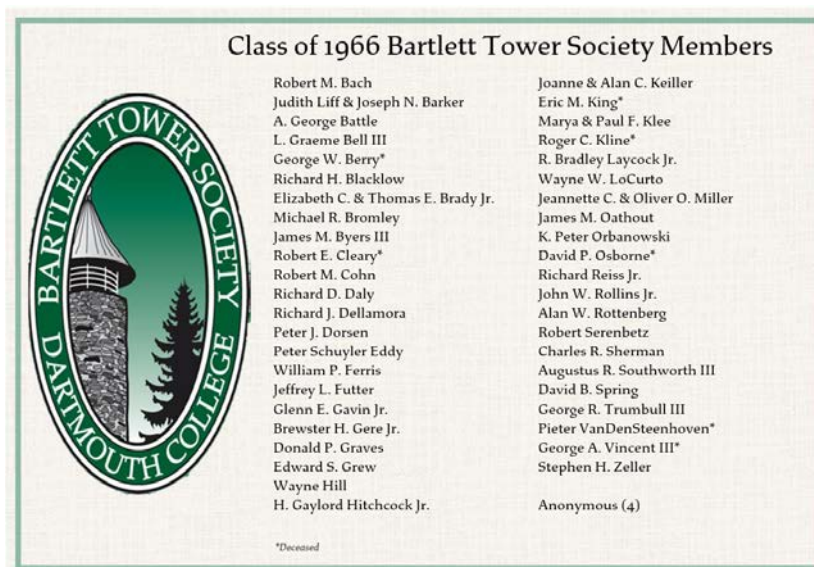 Class of 1966 Bartlett Tower Society Members
BARTLETT TOWER SOCIETY
DARTMOUTH COLLEGE
Robert M. Bach
Judith Liff & Joseph N. Barker
A. George Battle
L. Graeme Bell III
George W. Berry*
Richard H. Blacklow
Elizabeth C. & Thomas E. Brady Jr.
Michael R. Bromley
James M. Byers III
Robert E. Cleary*
Robert M. Cohn
Richard D. Daly
Richard J. Dellamora
Peter J. Dorsen
Peter Schuyler Eddy
William P. Ferris
Jeffrey L. Futter
Glenn E. Gavin Jr.
Brewster H. Gere Jr.
Donald P. Graves
Edward S. Grew
Wayne Hill
H. Gaylord Hitchcock Jr.
Joanne & Alan C. Keiller
Eric M. King*
Marya & Paul F. Klee
Roger C. Kline*
R. Bradley Laycock Jr.
Wayne W. LoCurto
Jeannette C. & Oliver O. Miller
James M. Oathout
K. Peter Orbanowski
David P. Osborne*
Richard Reiss Jr.
John W. Rollins Jr.
Alan W. Rottenberg
Robert Serenbetz
Charles R. Sherman
Augustus R. Southworth III
David B. Spring
George R. Trumbull III
Pieter VanDenSteenhoven*
George A. Vincent III*
Stephen H. Zeller
Anonymous (4)
*Deceased